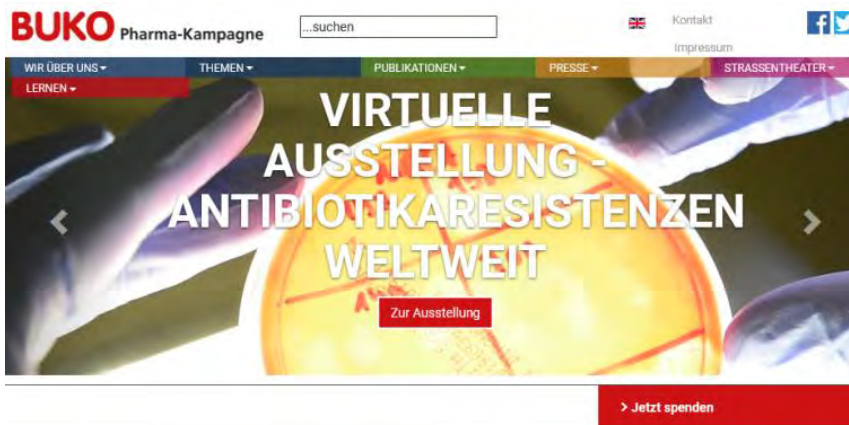 BUKO Pharma-Kampagne
...suchen
Kontakt
Impressum
WIR ÜBER UNS
THEMEN
PUBLIKATIONEN
PRESSE
STRASSENTHEATER
LERNEN
VIRTUELLE
AUSSTELLUNG -
ANTIBIOTIKARESISTENZEN
WELTWEIT
Zur Ausstellung
> Jetzt spenden